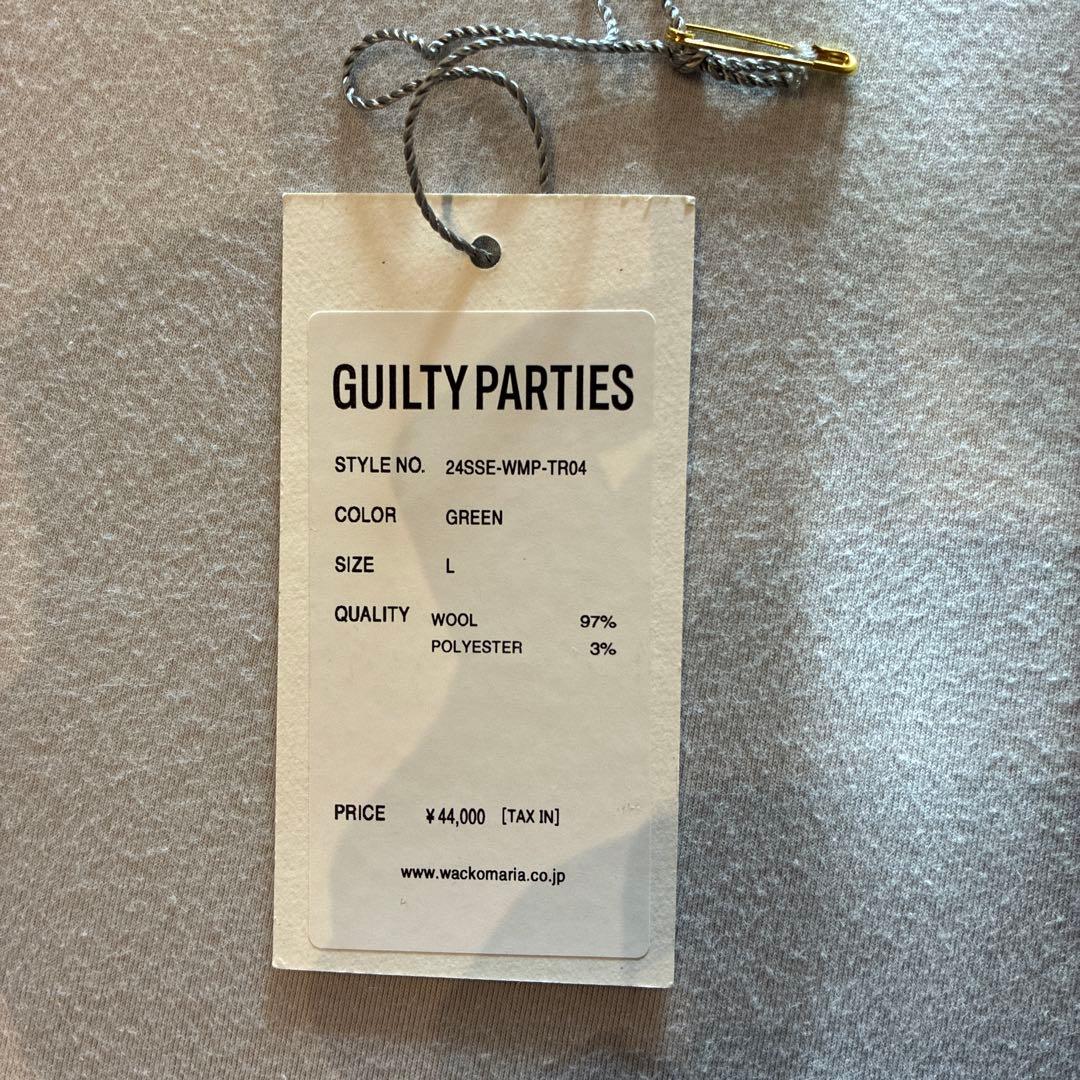 GUILTY PARTIES
STYLE NO. 24SSE-WMP-TR04
COLOR GREEN
SIZE L
QUALITY WOOL 97%
POLYESTER 3%
PRICE ¥44,000 [TAX IN]
www.wackomaria.co.jp